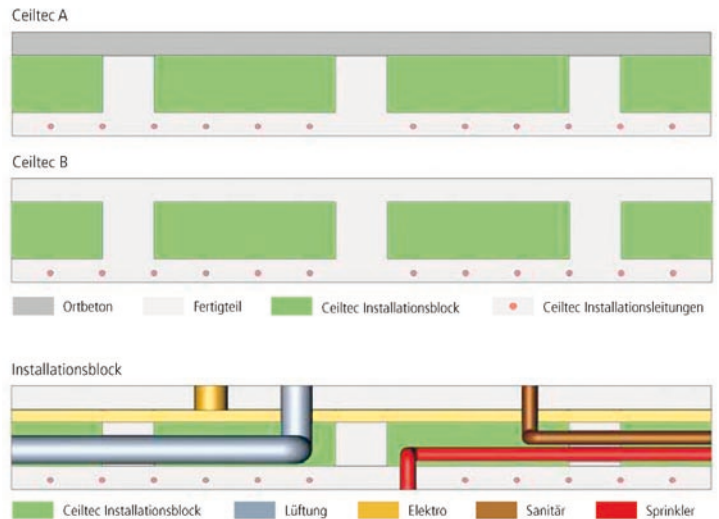 Ceiltec A
Ceiltec B
Ortbeton Fertigteil Ceiltec Installationsblock Ceiltec Installationsleitungen
Installationsblock
Ceiltec Installationsblock Lüftung Elektro Sanitär Sprinkler